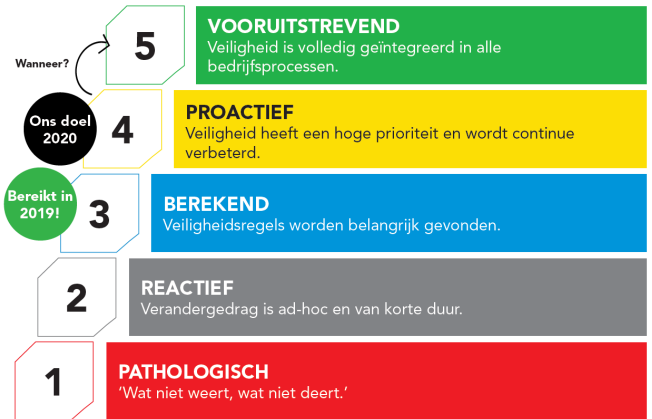 5
VOORUITSTREVEND
Veiligheid is volledig geïntegreerd in alle
bedrijfsprocessen.
Wanneer?
Ons doel
2020
4
PROACTIEF
Veiligheid heeft een hoge prioriteit en wordt continue
verbeterd.
Bereikt in
2019!
3
BEREKEND
Veiligheidsregels worden belangrijk gevonden.
2
REACTIEF
Verandergedrag is ad-hoc en van korte duur.
1
PATHOLOGISCH
‘Wat niet weert, wat niet deert.’